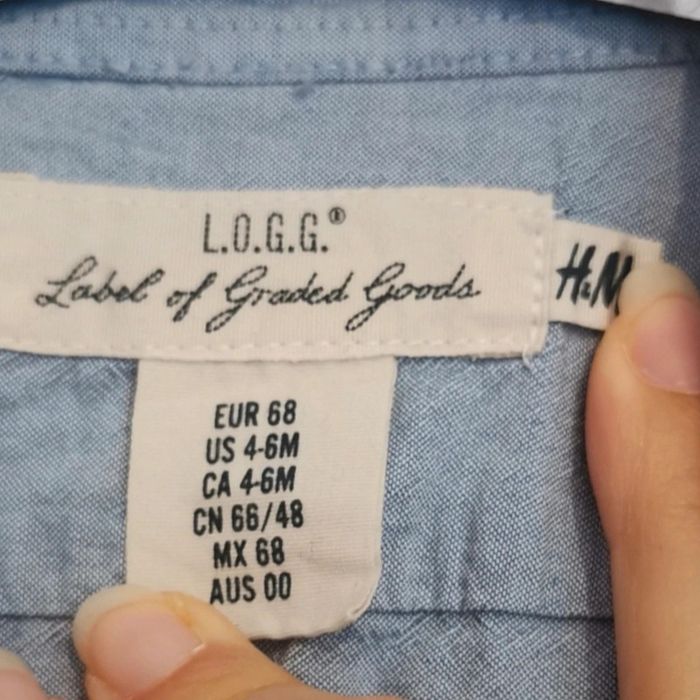 L.O.G.G.®
Label of Graded Goods
H&M
EUR 68
US 4-6M
CA 4-6M
CN 66/48
MX 68
AUS 00